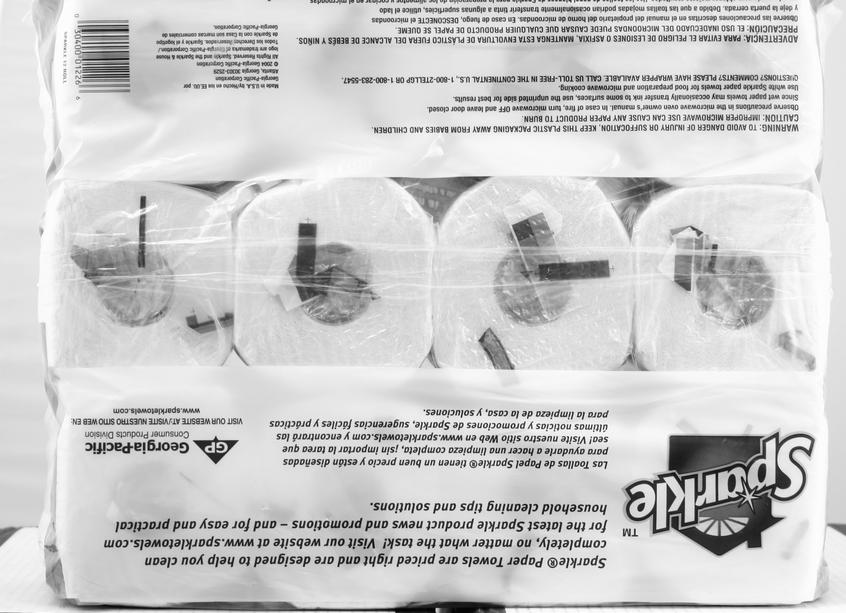 Sparkle™
Sparkle® Paper Towels are priced right and are designed to help you clean
completely, no matter what the task! Visit our website at www.sparkletowels.com
for the latest Sparkle product news and promotions – and for easy and practical
household cleaning tips and solutions.
Las Toallas de Papel Sparkle® tienen un buen precio y están diseñadas
para ayudarle a hacer una limpieza completa, ¡sin importar la tarea que
sea! Visite nuestro sitio Web en www.sparkletowels.com y encontrará las
últimas noticias y promociones de Sparkle, sugerencias fáciles y prácticas
para la limpieza de la casa, y soluciones.
GP
Georgia-Pacific
Consumer Products Division
VISIT OUR WEBSITE AT/VISITE NUESTRO SITIO WEB EN:
www.sparkletowels.com
WARNING: TO AVOID DANGER OF INJURY OR SUFFOCATION, KEEP THIS PLASTIC PACKAGING AWAY FROM BABIES AND CHILDREN.
CAUTION: IMPROPER MICROWAVE USE CAN CAUSE ANY PAPER PRODUCT TO BURN.
Observe precautions in the microwave oven owner's manual. In case of fire, turn microwave OFF and leave door closed.
Since wet paper towels may occasionally transfer ink to some surfaces, use the unprinted side for best results.
Use white Sparkle paper towels for food preparation and microwave cooking.
QUESTIONS? COMMENTS? PLEASE HAVE WRAPPER AVAILABLE. CALL US TOLL-FREE IN THE CONTINENTAL U.S., 1-800-2TELLGP OR 1-800-283-5547.
ADVERTENCIA: PARA EVITAR EL PELIGRO DE LESIONES O ASFIXIA, MANTENGA ESTA ENVOLTURA DE PLÁSTICO FUERA DEL ALCANCE DE BEBÉS Y NIÑOS.
PRECAUCIÓN: EL USO INADECUADO DEL MICROONDAS PUEDE CAUSAR QUE CUALQUIER PRODUCTO DE PAPEL SE QUEME.
Observe las precauciones descritas en el manual del propietario del horno de microondas. En caso de fuego, DESCONECTE el microondas
y deje la puerta cerrada. Debido a que las toallas mojadas podrían ocasionalmente transferir tinta a algunas superficies, utilice el lado
Made in U.S.A./Hecho en los EE. UU. por
Georgia-Pacific Corporation
Atlanta, Georgia 30303-2529
© 2004 Georgia-Pacific Corporation.
All Rights Reserved. Sparkle and the Sparkle & House
logo are trademarks of Georgia-Pacific Corporation./
Todos los Derechos Reservados. Sparkle y el logotipo
de Sparkle con la Casa son marcas comerciales de
Georgia-Pacific Corporation.
0 30400 01226 6
SPARKLE 12 ROLL